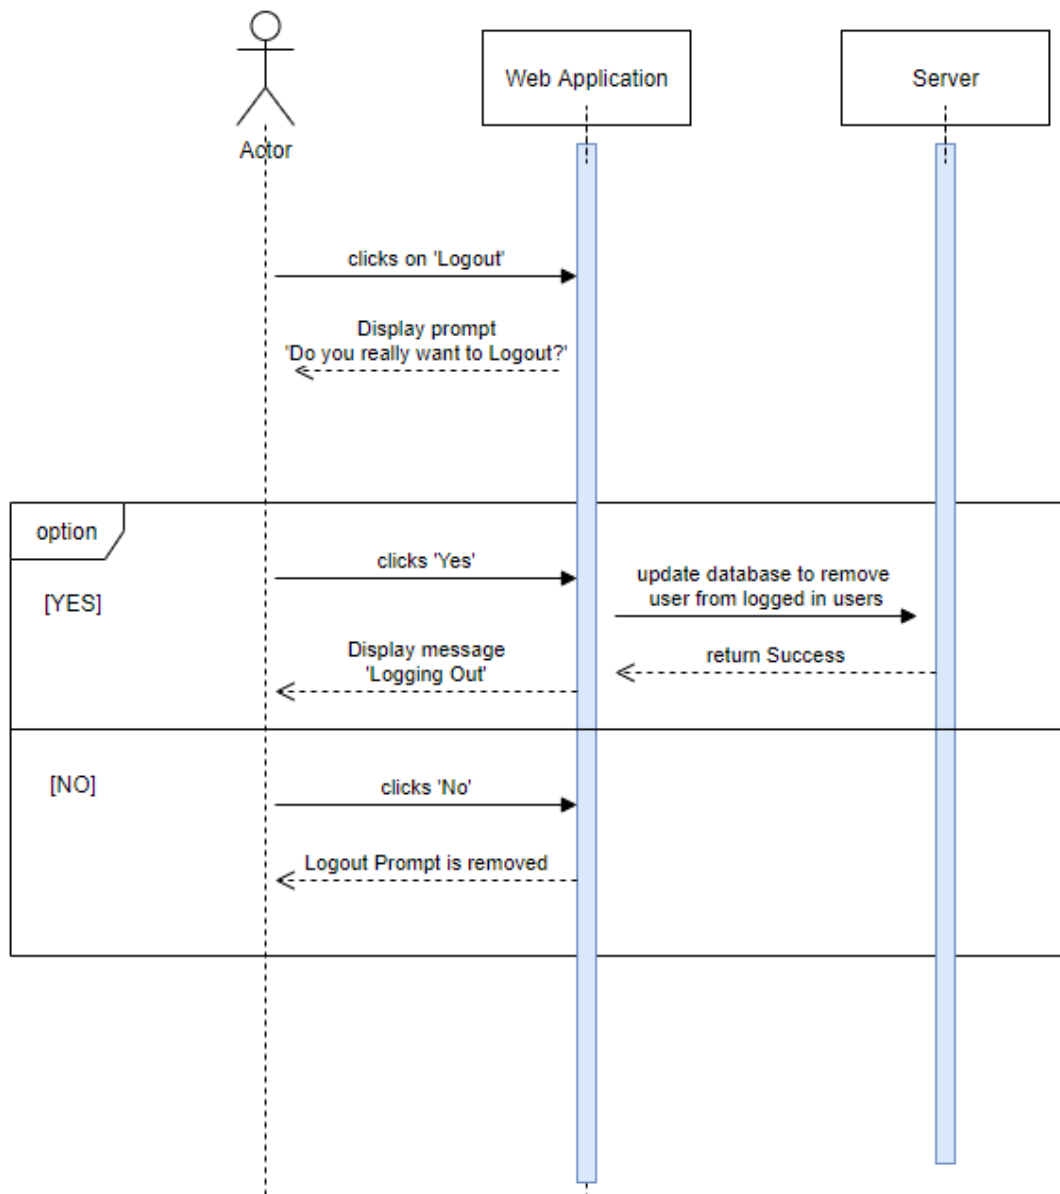 Web Application
Server
Actor
clicks on 'Logout'
Display prompt
'Do you really want to Logout?'
option
clicks 'Yes'
update database to remove
user from logged in users
[YES]
Display message
'Logging Out'
return Success
[NO]
clicks 'No'
Logout Prompt is removed